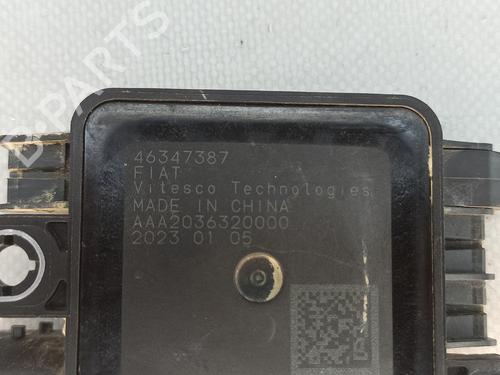 46347387
FIAT
Vitesco Technologies
MADE IN CHINA
AAA2036320000
2023 01 05
B-PARTS